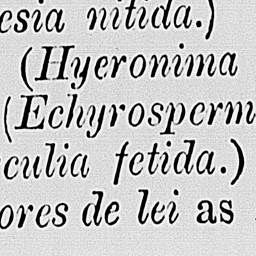 esia nitida.)
(Hyeronima
(Echyrosperm
culia fetida.)
ores de lei as